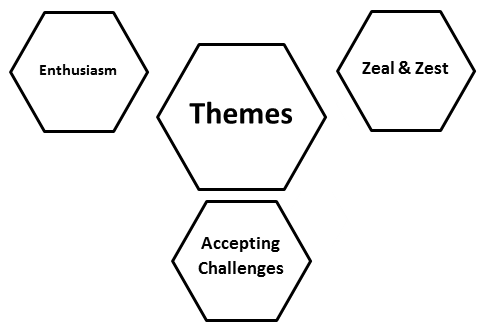 Enthusiasm
Zeal & Zest
Themes
Accepting
Challenges